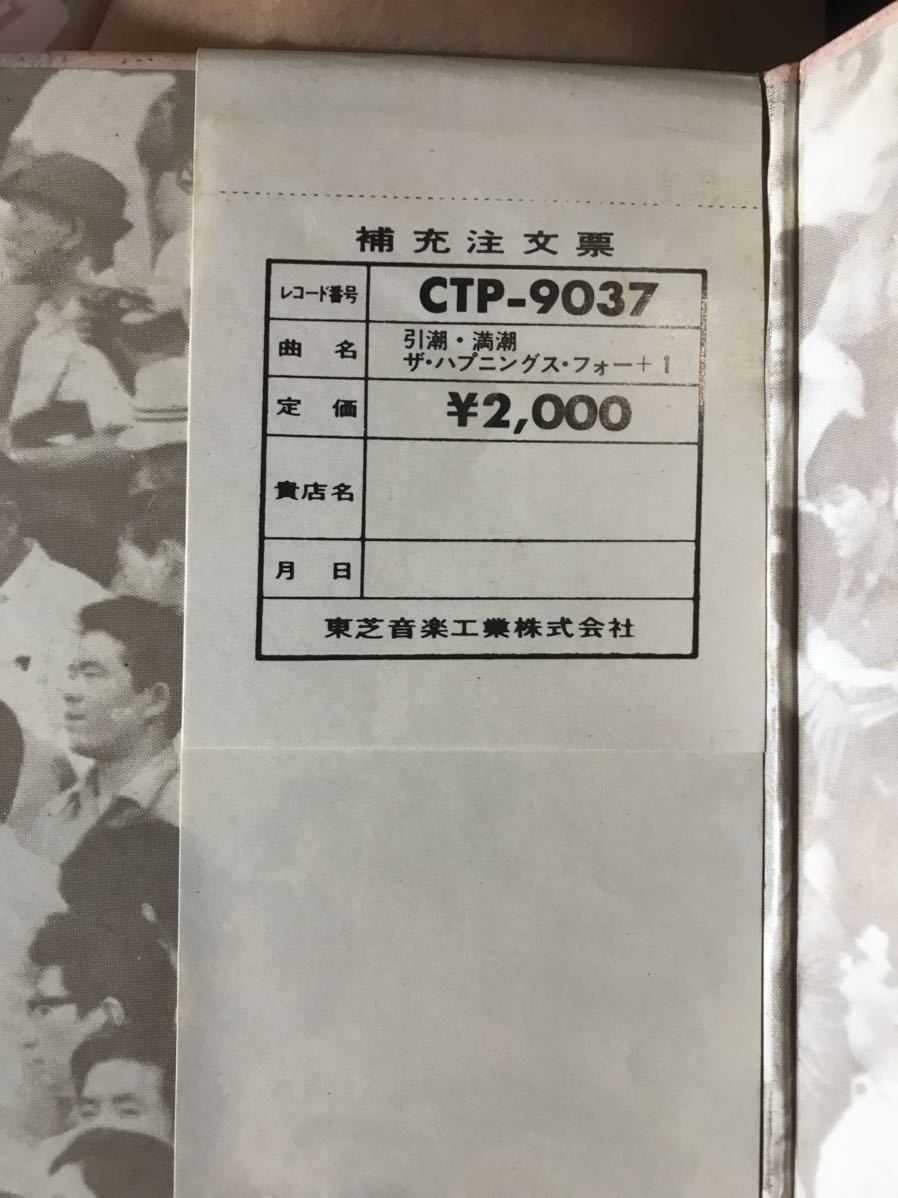 補充注文票
レコード番号 CTP-9037
曲名 引潮・満潮
ザ・ハプニングス・フォー+1
定価 ¥2,000
貴店名
月日
東芝音楽工業株式会社